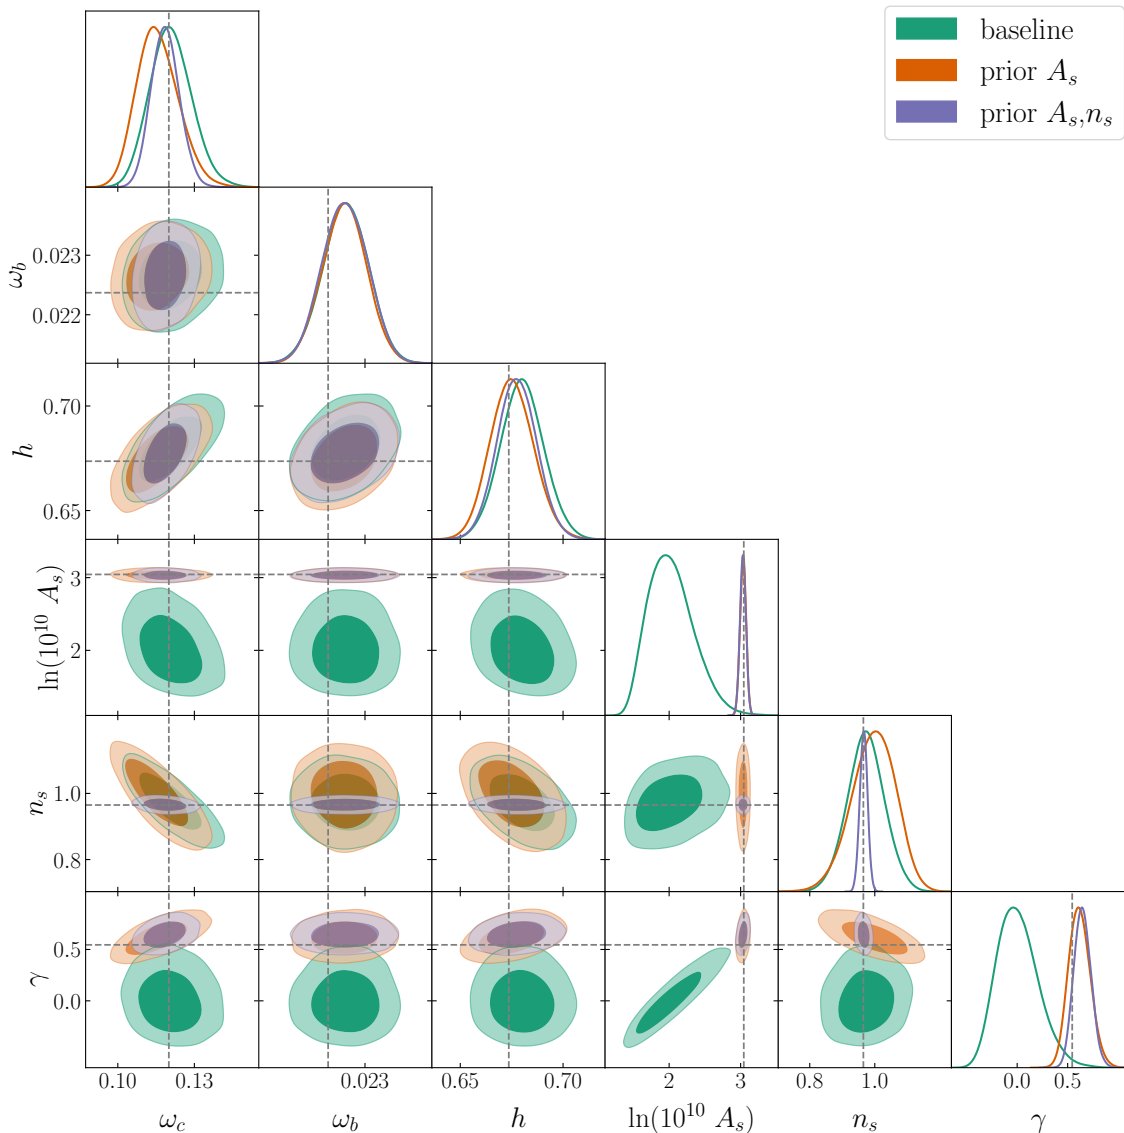 baseline
prior A_s
prior A_s,n_s
0.023
0.022
ω_b
0.70
0.65
h
3
2
ln(10^10 A_s)
1.0
0.8
n_s
0.5
0.0
γ
0.10 0.13 0.023 0.65 0.70 2 3 0.8 1.0 0.0 0.5
ω_c ω_b h ln(10^10 A_s) n_s γ